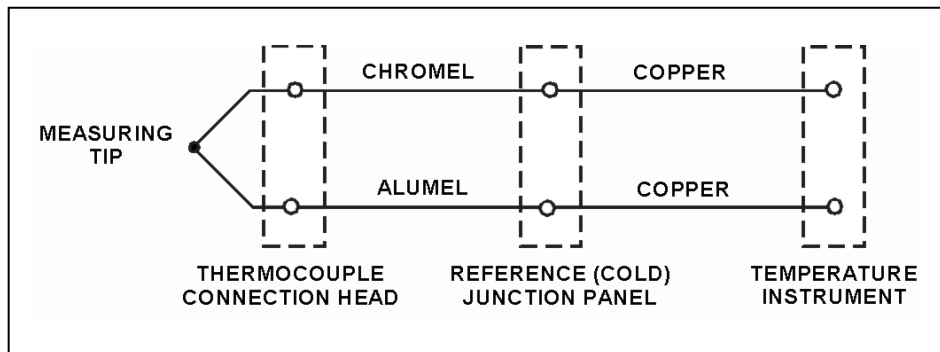 CHROMEL
COPPER
MEASURING
TIP
ALUMEL
COPPER
THERMOCOUPLE
CONNECTION HEAD
REFERENCE (COLD)
JUNCTION PANEL
TEMPERATURE
INSTRUMENT